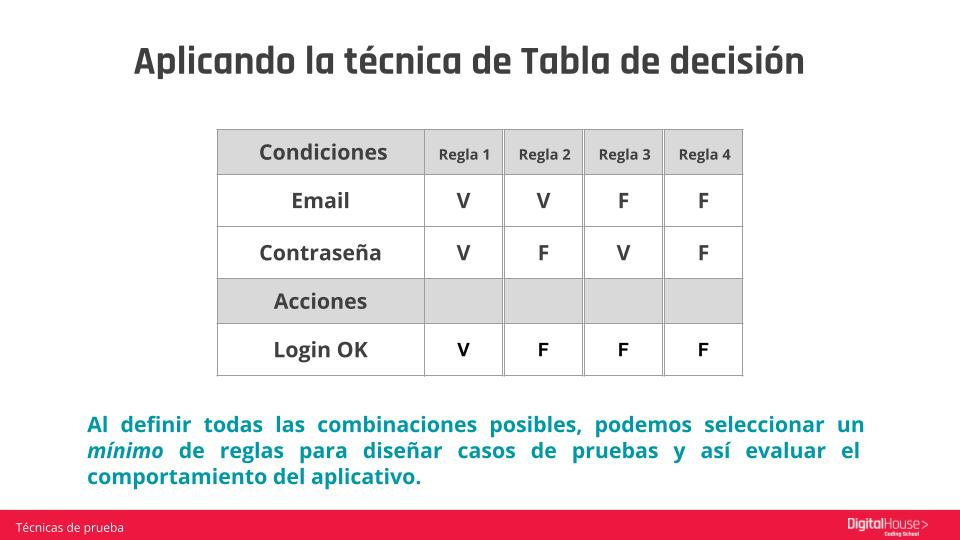 Aplicando la técnica de Tabla de decisión
Condiciones Regla 1 Regla 2 Regla 3 Regla 4
Email V V F F
Contraseña V F V F
Acciones
Login OK V F F F
Al definir todas las combinaciones posibles, podemos seleccionar un
mínimo de reglas para diseñar casos de pruebas y así evaluar el
comportamiento del aplicativo.
Técnicas de prueba
DigitalHouse>
Coding School